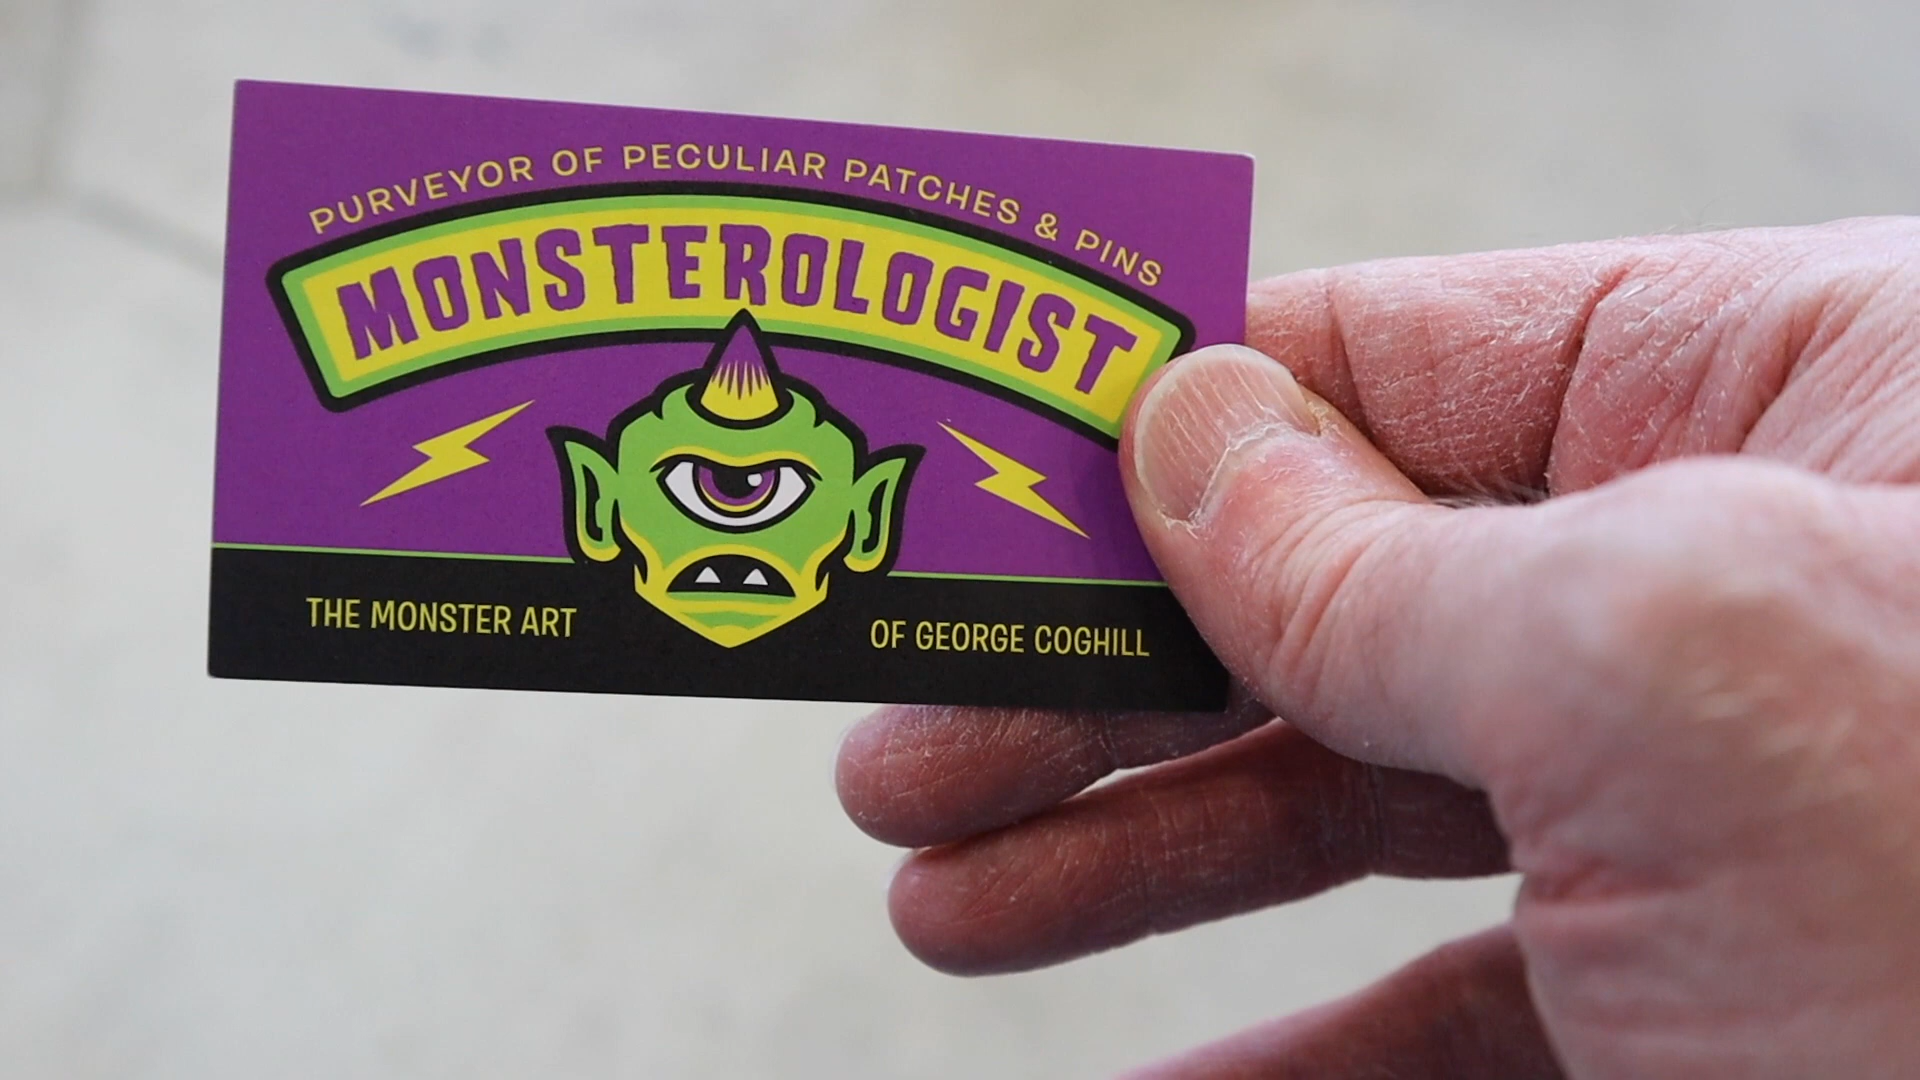 PURVEYOR OF PECULIAR PATCHES & PINS
MONSTEROLOGIST
THE MONSTER ART OF GEORGE COGHILL